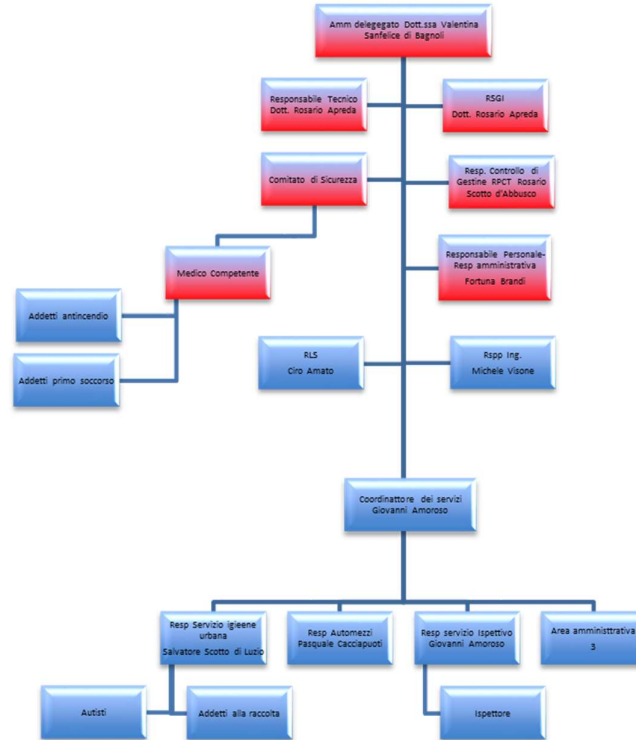 Amm delegegato Dott.ssa Valentina
Sanfelice di Bagnoli
Responsabile Tecnico
Dott. Rosario Apreda
RSGI
Dott. Rosario Apreda
Comitato di Sicurezza
Resp. Controllo di
Gestine RPCT Rosario
Scotto d'Abbusco
Medico Competente
Responsabile Personale-
Resp amministrativa
Fortuna Brandi
Addetti antincendio
Addetti primo soccorso
RLS
Ciro Amato
Rspp Ing.
Michele Visone
Coordinattore dei servizi
Giovanni Amoroso
Resp Servizio igieene
urbana
Salvatore Scotto di Luzio
Resp Automezzi
Pasquale Cacciapuoti
Resp servizio Ispettivo
Giovanni Amoroso
Area amministtrativa
3
Autisti
Addetti alla raccolta
Ispettore